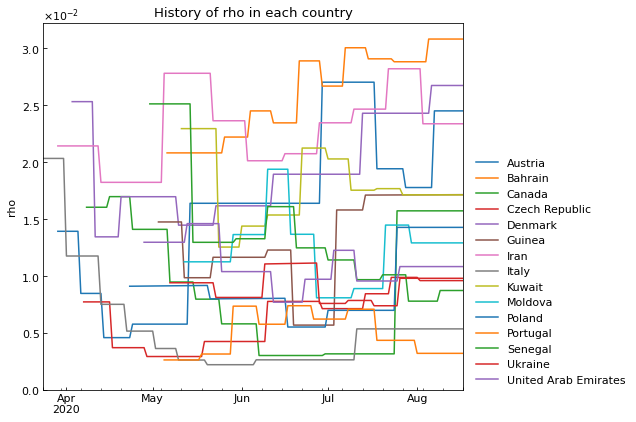 History of rho in each country
×10⁻²
3.0
2.5
2.0
1.5
1.0
0.5
0.0
rho
Apr
2020
May
Jun
Jul
Aug
Austria
Bahrain
Canada
Czech Republic
Denmark
Guinea
Iran
Italy
Kuwait
Moldova
Poland
Portugal
Senegal
Ukraine
United Arab Emirates